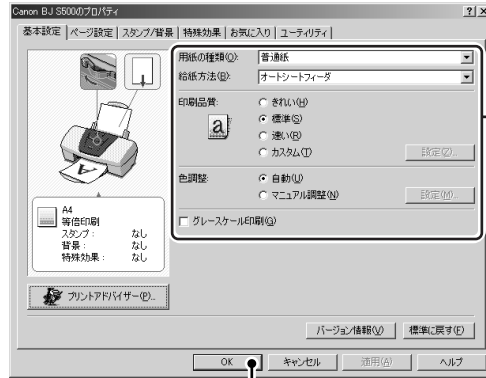 Canon BJ S500のプロパティ
基本設定 ページ設定 スタンプ/背景 特殊効果 お気に入り ユーティリティ
用紙の種類(Q): 普通紙
給紙方法(B): オートシートフィーダ
印刷品質: きれい(H)
標準(S)
速い(R)
カスタム(T) 設定(Z)...
a
色調整: 自動(U)
マニュアル調整(N) 設定(M)...
グレースケール印刷(G)
A4
等倍印刷
スタンプ : なし
背景 : なし
特殊効果 : なし
プリントアドバイザー(P)...
バージョン情報(V) 標準に戻す(F)
OK キャンセル 適用(A) ヘルプ